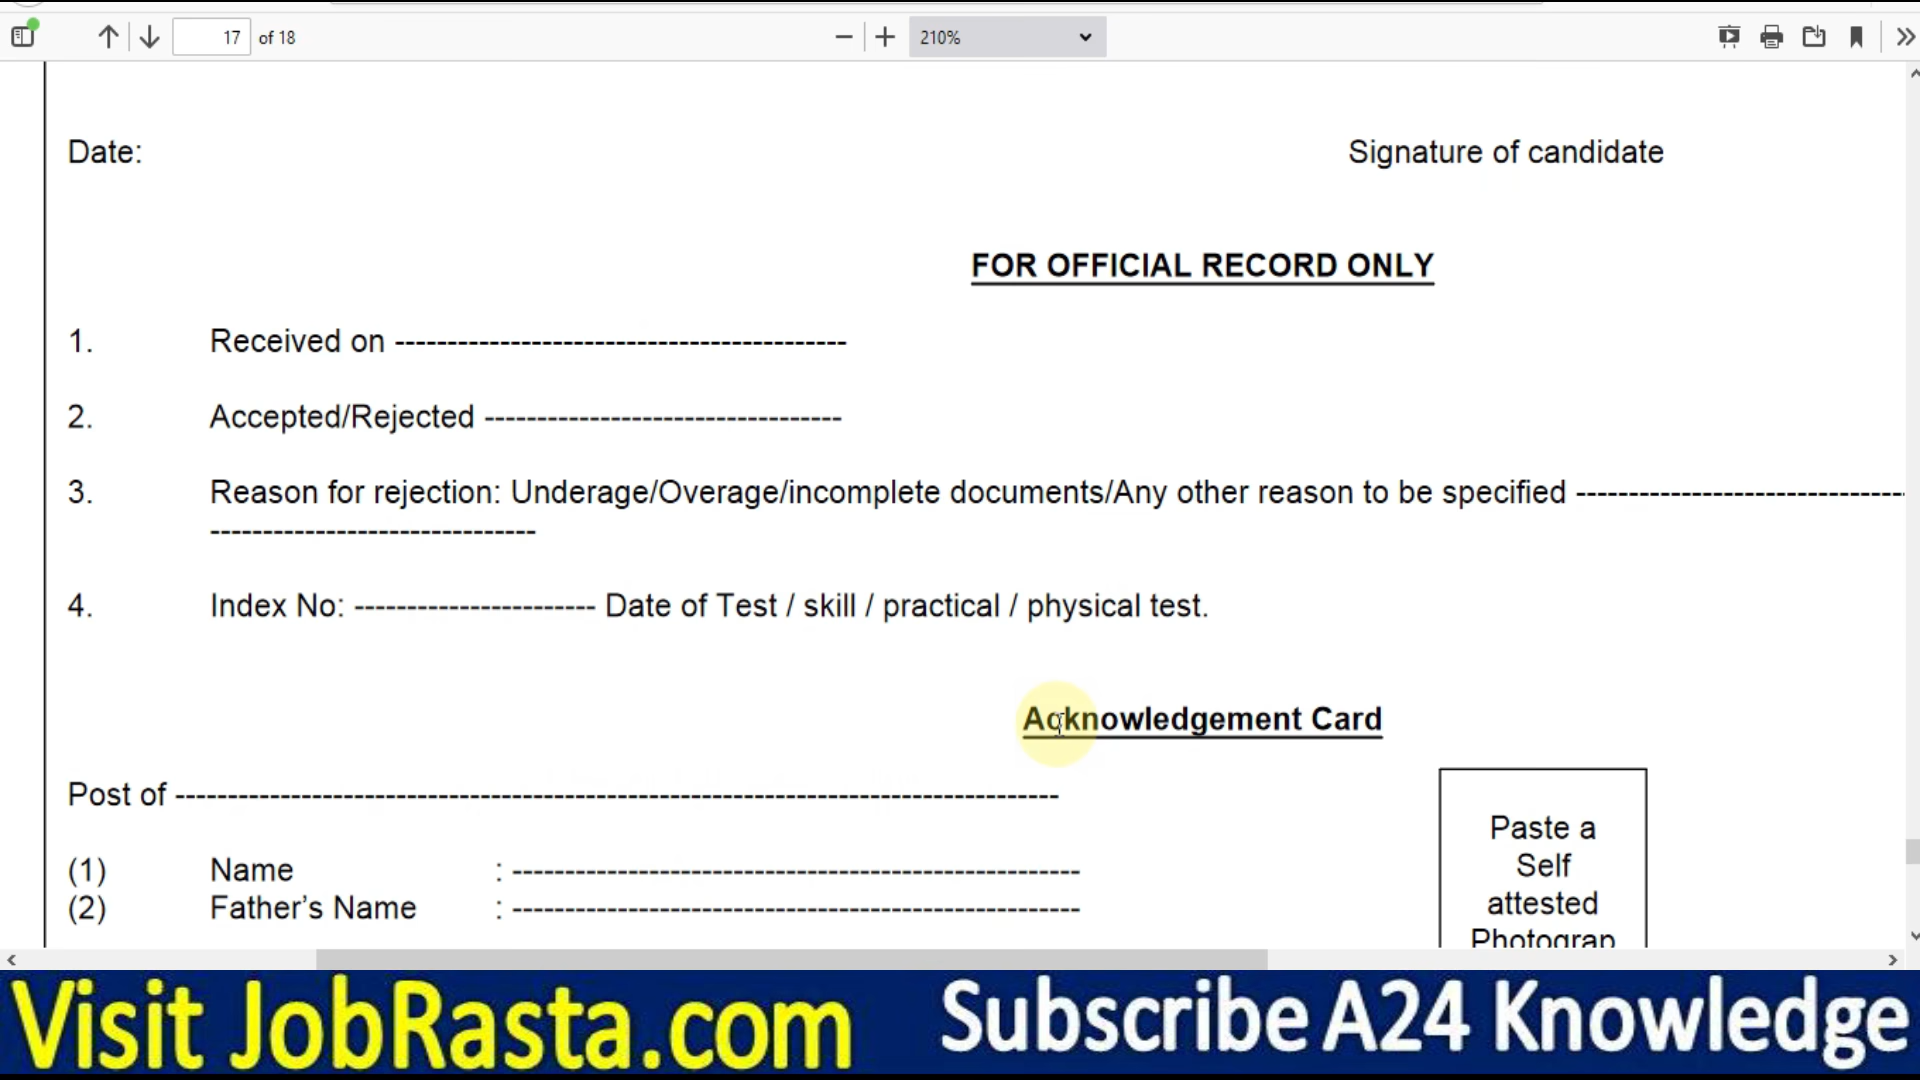 17 of 18
210%
Date: Signature of candidate
FOR OFFICIAL RECORD ONLY
1. Received on -------------------------------------------
2. Accepted/Rejected ----------------------------------
3. Reason for rejection: Underage/Overage/incomplete documents/Any other reason to be specified -------------------------------
-------------------------------
4. Index No: ----------------------- Date of Test / skill / practical / physical test.
Acknowledgement Card
Post of ------------------------------------------------------------------------------------
(1) Name : ------------------------------------------------------
(2) Father's Name : ------------------------------------------------------
Paste a
Self
attested
Photograp
Visit JobRasta.com Subscribe A24 Knowledge